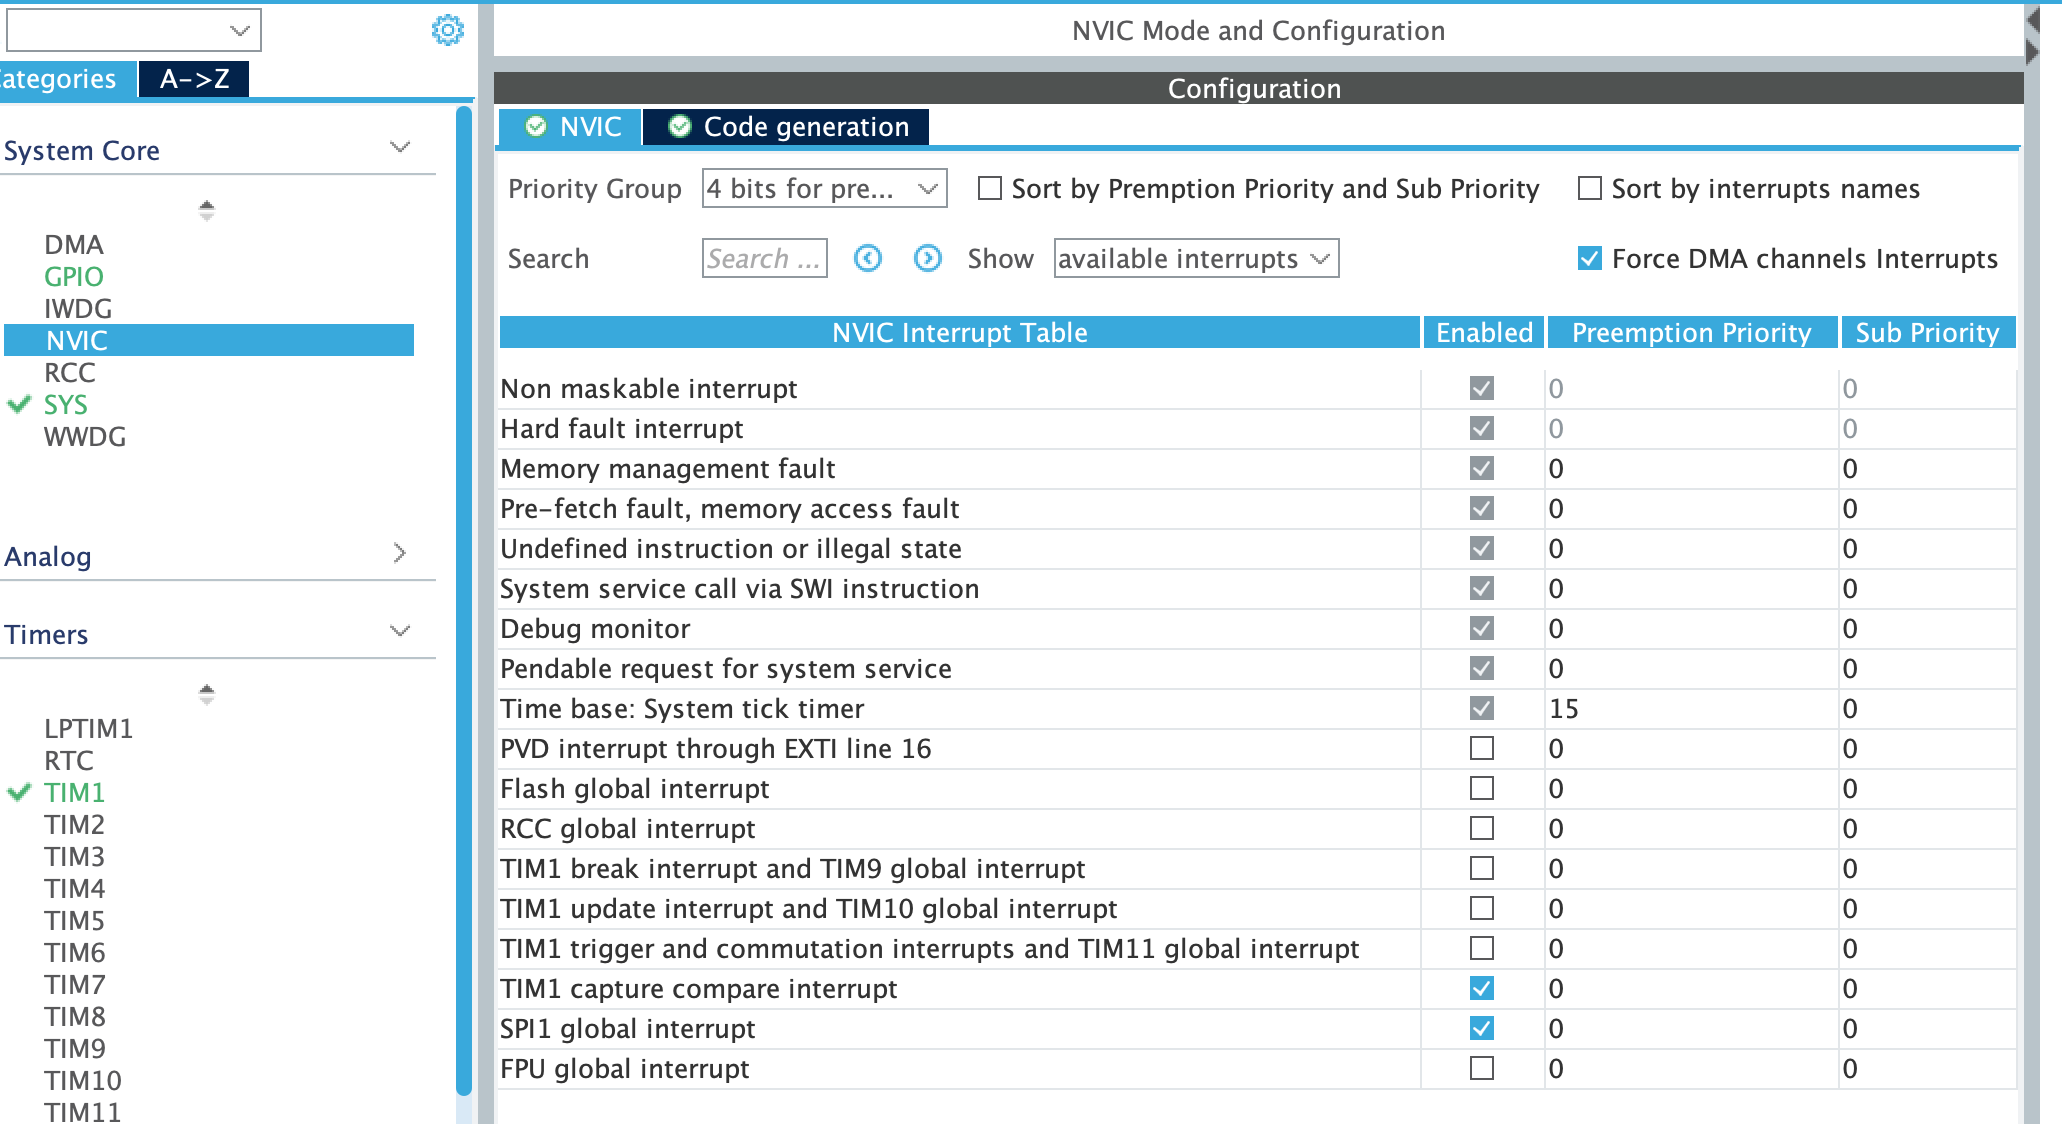 NVIC Mode and Configuration
Configuration
ategories A->Z
System Core
DMA
GPIO
IWDG
NVIC
RCC
SYS
WWDG
Analog
Timers
LPTIM1
RTC
TIM1
TIM2
TIM3
TIM4
TIM5
TIM6
TIM7
TIM8
TIM9
TIM10
TIM11
NVIC Code generation
Priority Group 4 bits for pre... Sort by Premption Priority and Sub Priority Sort by interrupts names
Search Search ... Show available interrupts Force DMA channels Interrupts
NVIC Interrupt Table Enabled Preemption Priority Sub Priority
Non maskable interrupt 0 0
Hard fault interrupt 0 0
Memory management fault 0 0
Pre-fetch fault, memory access fault 0 0
Undefined instruction or illegal state 0 0
System service call via SWI instruction 0 0
Debug monitor 0 0
Pendable request for system service 0 0
Time base: System tick timer 15 0
PVD interrupt through EXTI line 16 0 0
Flash global interrupt 0 0
RCC global interrupt 0 0
TIM1 break interrupt and TIM9 global interrupt 0 0
TIM1 update interrupt and TIM10 global interrupt 0 0
TIM1 trigger and commutation interrupts and TIM11 global interrupt 0 0
TIM1 capture compare interrupt 0 0
SPI1 global interrupt 0 0
FPU global interrupt 0 0